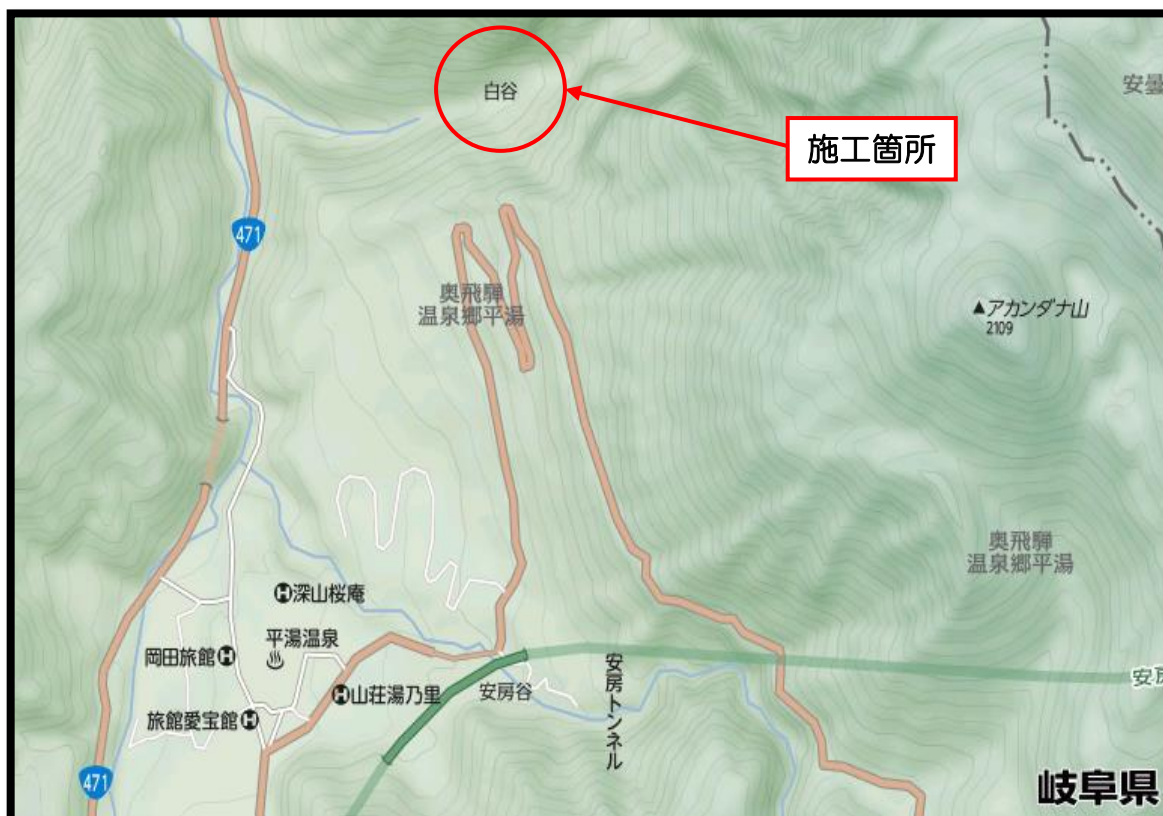 白谷
安曇
施工箇所
471
奥飛騨
温泉郷平湯
アカンダナ山
2109
奥飛騨
温泉郷平湯
深山桜庵
平湯温泉
岡田旅館
山荘湯乃里
安房谷
安房トンネル
安房
旅館愛宝館
471
岐阜県